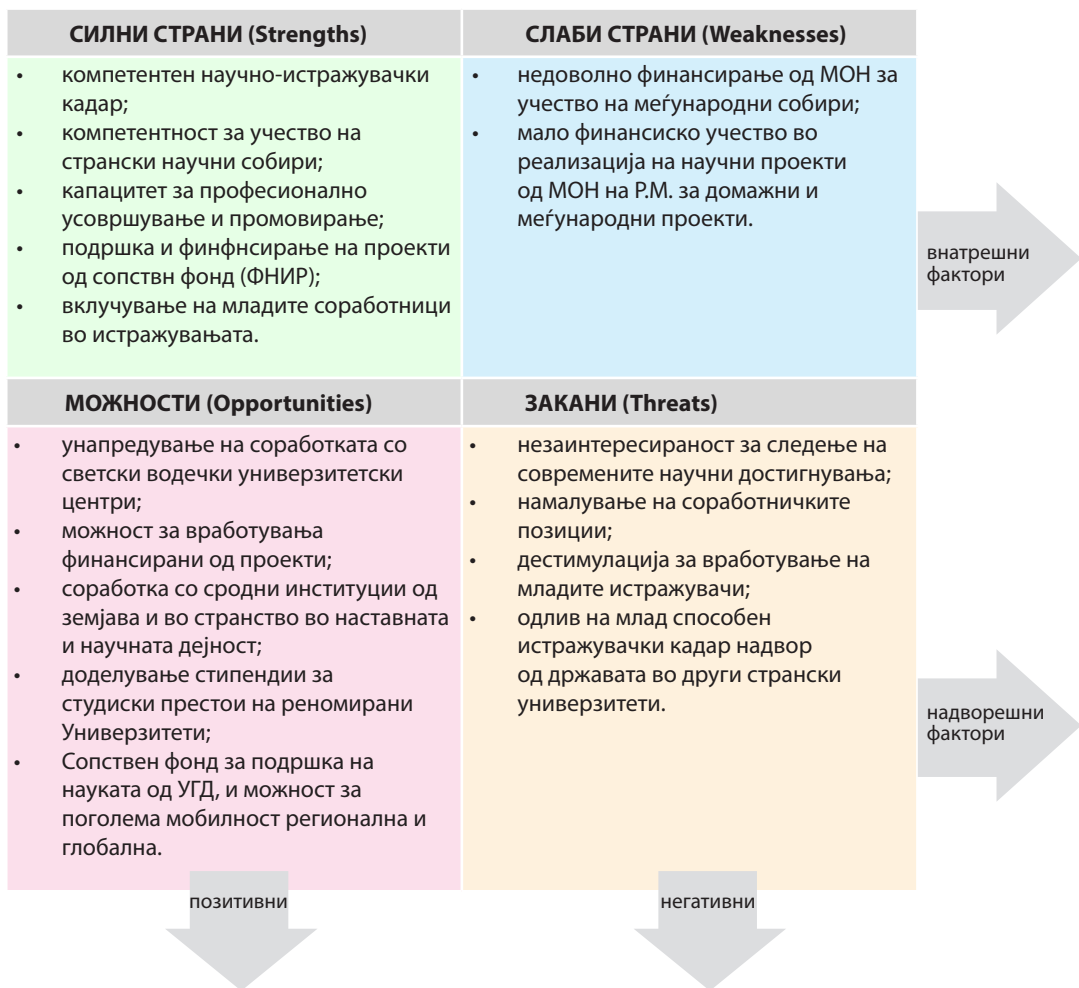 СИЛНИ СТРАНИ (Strengths)
• компетентен научно-истражувачки
кадар;
• компетентност за учество на
странски научни собири;
• капацитет за професионално
усовршување и промовирање;
• подршка и финфнсирање на проекти
од сопствн фонд (ФНИР);
• вклучување на младите соработници
во истражувањата.
СЛАБИ СТРАНИ (Weaknesses)
• недоволно финансирање од МОН за
учество на меѓународни собири;
• мало финансиско учество во
реализација на научни проекти
од МОН на Р.М. за домажни и
меѓународни проекти.
внатрешни
фактори
МОЖНОСТИ (Opportunities)
• унапредување на соработката со
светски водечки универзитетски
центри;
• можност за вработувања
финансирани од проекти;
• соработка со сродни институции од
земјава и во странство во наставната
и научната дејност;
• доделување стипендии за
студиски престои на реномирани
Универзитети;
• Сопствен фонд за подршка на
науката од УГД, и можност за
поголема мобилност регионална и
глобална.
ЗАКАНИ (Threats)
• незаинтересираност за следење на
современите научни достигнувања;
• намалување на соработничките
позиции;
• дестимулација за вработување на
младите истражувачи;
• одлив на млад способен
истражувачки кадар надвор
од државата во други странски
универзитети.
надворешни
фактори
позитивни
негативни